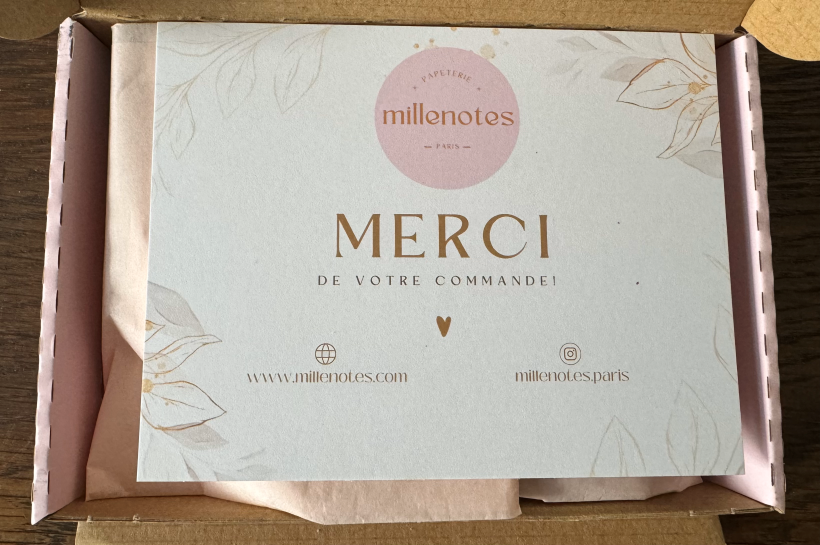 PAPETERIE
millenotes
PARIS
MERCI
DE VOTRE COMMANDE!
www.millenotes.com
millenotes.paris